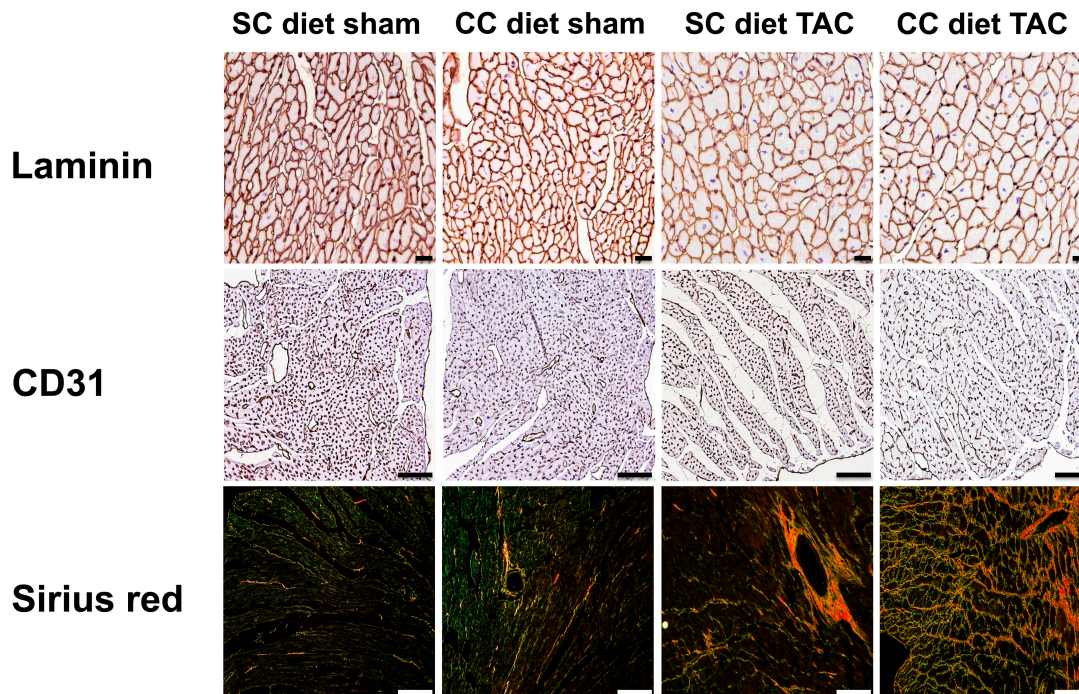 SC diet sham CC diet sham SC diet TAC CC diet TAC
Laminin
CD31
Sirius red